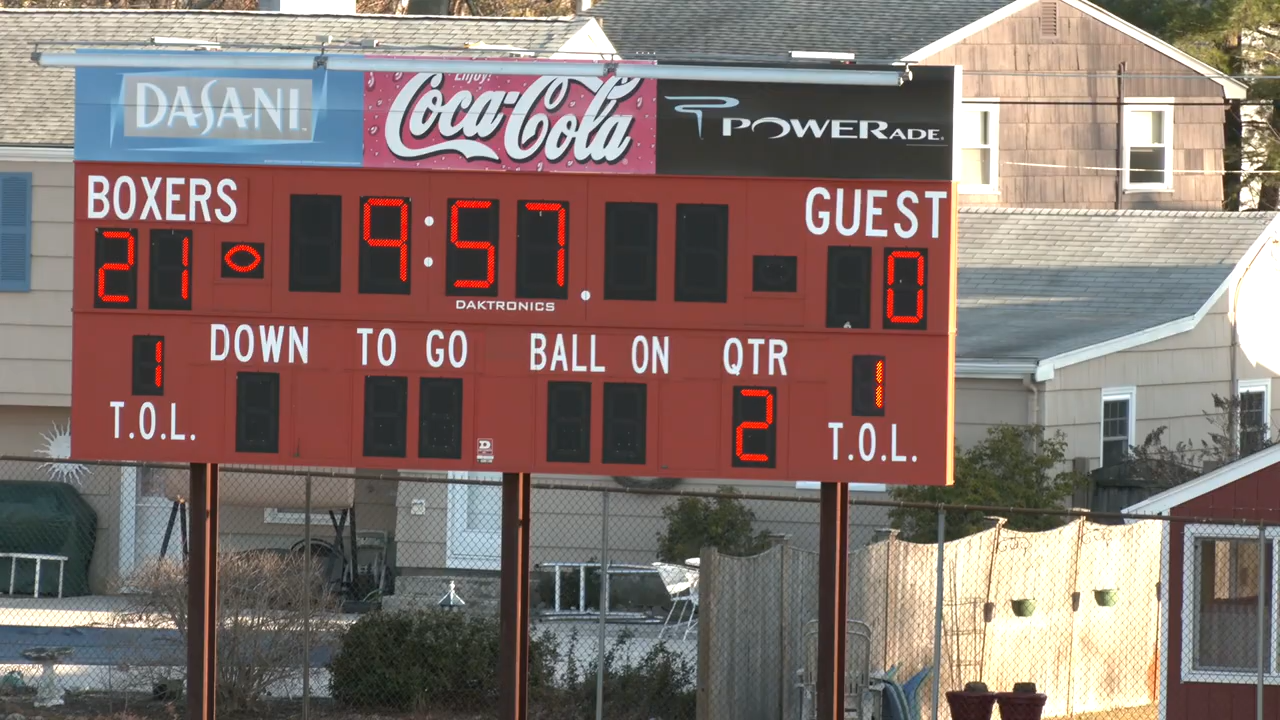 DASANI
Enjoy!
Coca-Cola
POWERADE
BOXERS
9:57
GUEST
21
0
DAKTRONICS
DOWN TO GO BALL ON QTR
1
1
2
T.O.L.
T.O.L.